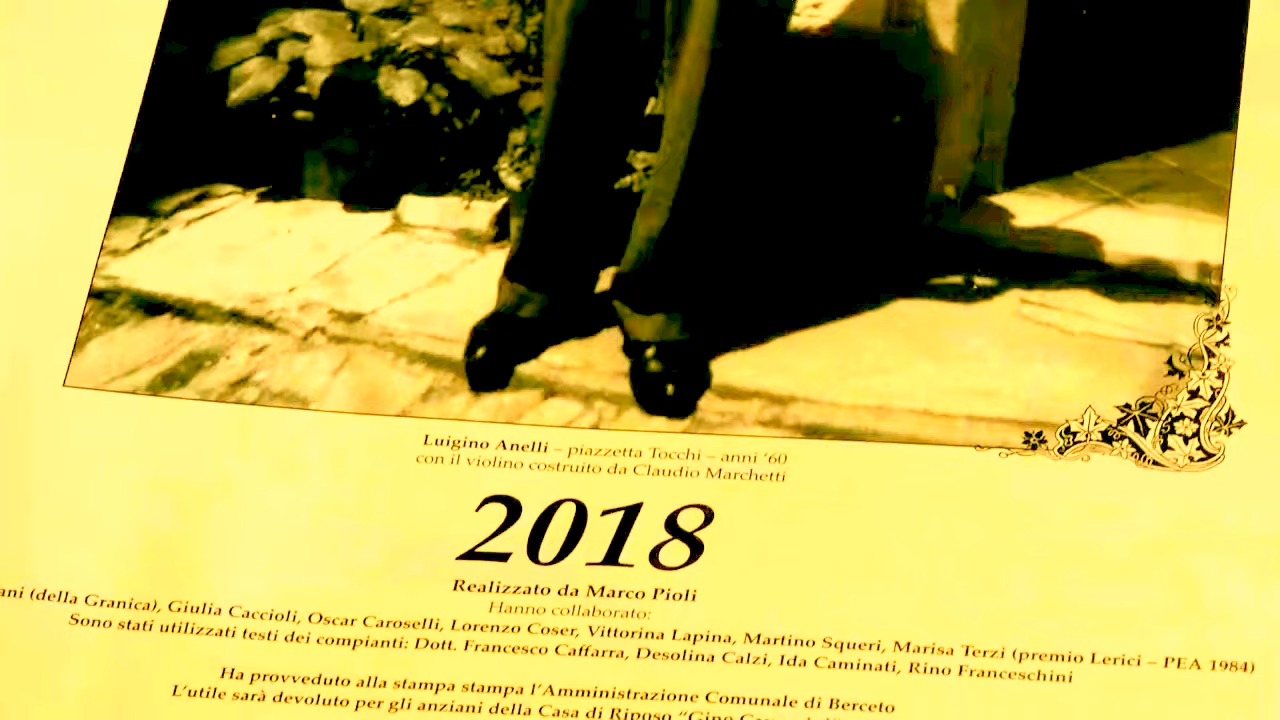 Luigino Anelli – piazzetta Tocchi – anni ‘60
con il violino costruito da Claudio Marchetti
2018
Realizzato da Marco Pioli
Hanno collaborato:
(della Granica), Giulia Caccioli, Oscar Caroselli, Lorenzo Coser, Vittorina Lapina, Martino Squeri, Marisa Terzi (premio Lerici – PEA 1984)
Sono stati utilizzati testi dei compianti: Dott. Francesco Caffarra, Desolina Calzi, Ida Caminati, Rino Franceschini
Ha provveduto alla stampa stampa l’Amministrazione Comunale di Berceto
L’utile sarà devoluto per gli anziani della Casa di Riposo “Gino